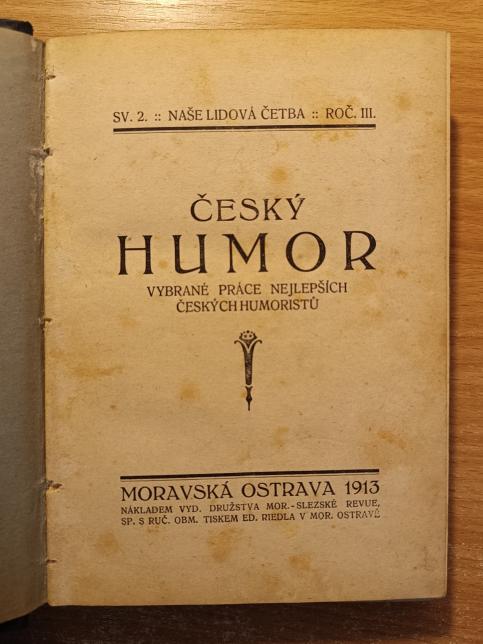 SV. 2. :: NAŠE LIDOVÁ ČETBA :: ROČ. III.
ČESKÝ
HUMOR
VYBRANÉ PRÁCE NEJLEPŠÍCH
ČESKÝCH HUMORISTŮ
MORAVSKÁ OSTRAVA 1913
NÁKLADEM VYD. DRUŽSTVA MOR.-SLEZSKÉ REVUE,
SP. S RUČ. OBM. TISKEM ED. RIEDLA V MOR. OSTRAVĚ